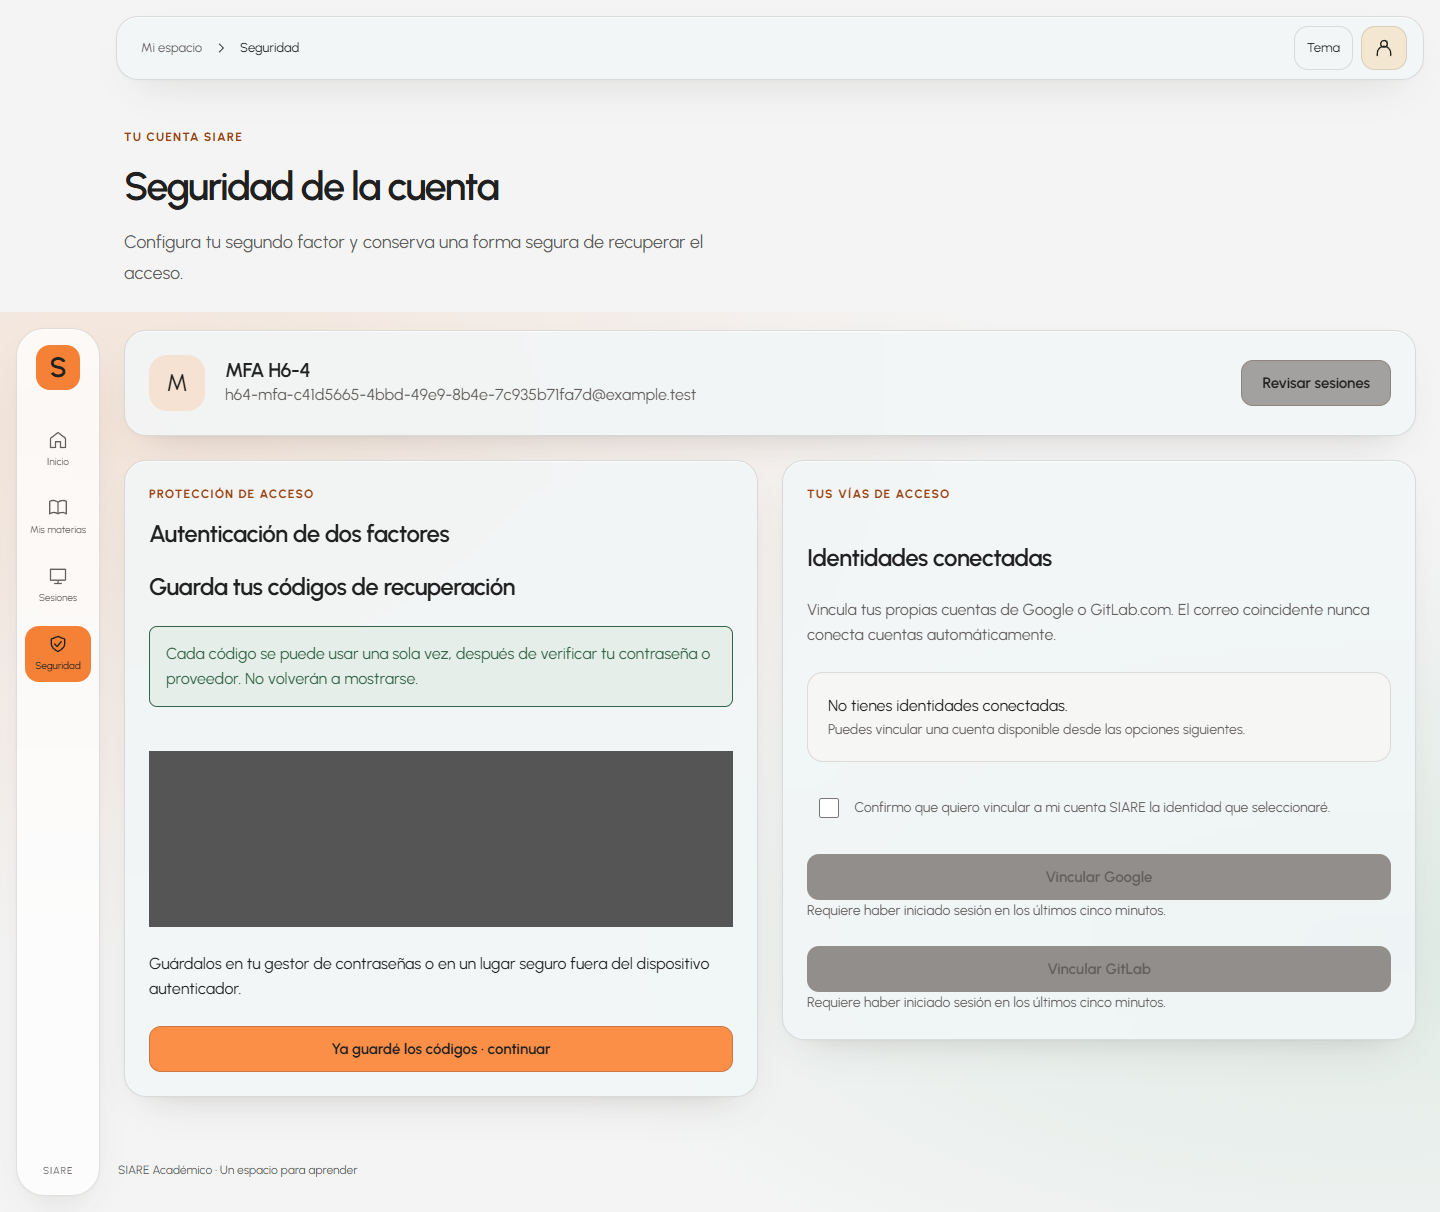 Mi espacio > Seguridad
Tema
TU CUENTA SIARE
Seguridad de la cuenta
Configura tu segundo factor y conserva una forma segura de recuperar el
acceso.
S
Inicio
Mis materias
Sesiones
Seguridad
SIARE
M
MFA H6-4
h64-mfa-c41d5665-4bbd-49e9-8b4e-7c935b71fa7d@example.test
Revisar sesiones
PROTECCIÓN DE ACCESO
Autenticación de dos factores
Guarda tus códigos de recuperación
Cada código se puede usar una sola vez, después de verificar tu contraseña o
proveedor. No volverán a mostrarse.
Guárdalos en tu gestor de contraseñas o en un lugar seguro fuera del dispositivo
autenticador.
Ya guardé los códigos · continuar
TUS VÍAS DE ACCESO
Identidades conectadas
Vincula tus propias cuentas de Google o GitLab.com. El correo coincidente nunca
conecta cuentas automáticamente.
No tienes identidades conectadas.
Puedes vincular una cuenta disponible desde las opciones siguientes.
Confirmo que quiero vincular a mi cuenta SIARE la identidad que seleccionaré.
Vincular Google
Requiere haber iniciado sesión en los últimos cinco minutos.
Vincular GitLab
Requiere haber iniciado sesión en los últimos cinco minutos.
SIARE Académico · Un espacio para aprender